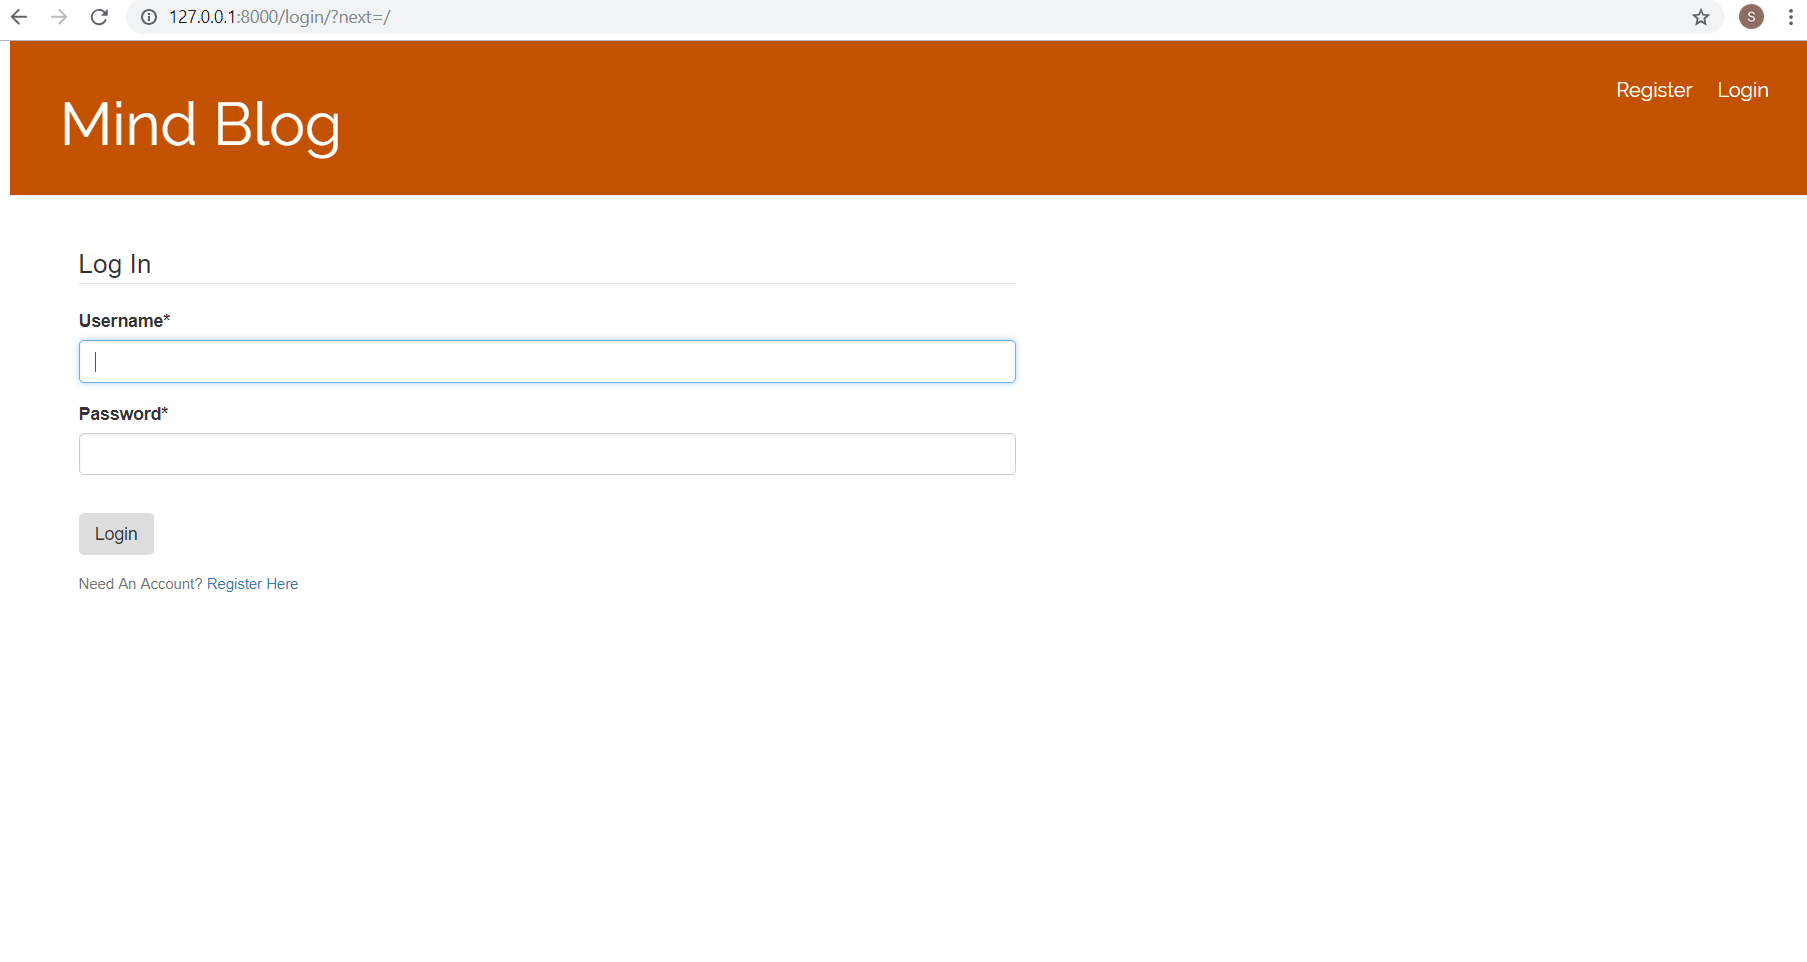 127.0.0.1:8000/login/?next=/
S
Register Login
Mind Blog
Log In
Username*
Password*
Login
Need An Account? Register Here